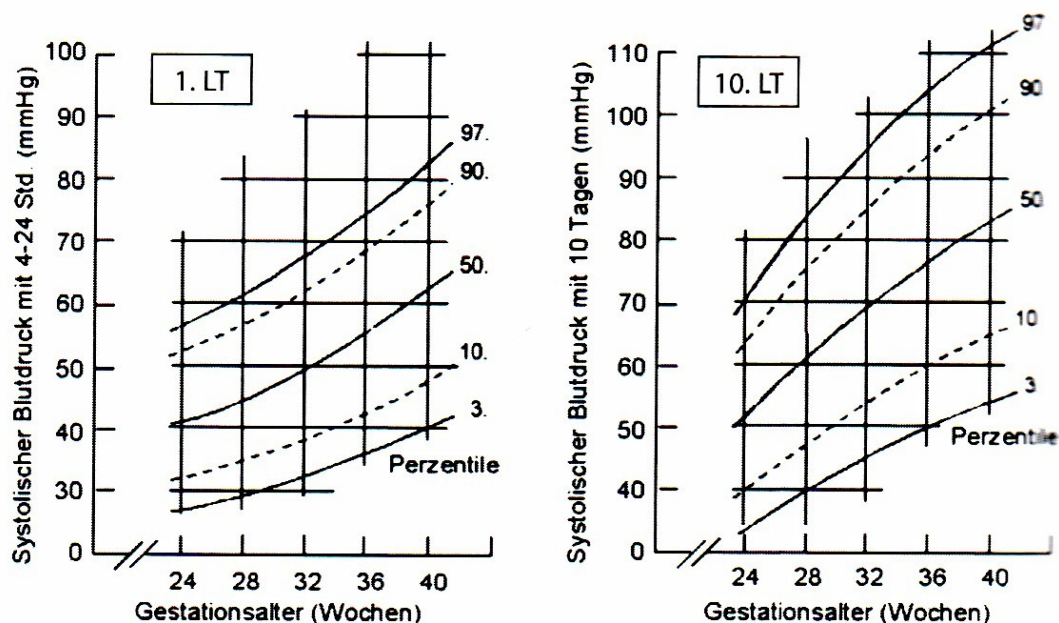 Systolischer Blutdruck mit 4-24 Std. (mmHg)
100
90
80
70
60
50
40
30
0
1. LT
97.
90.
50.
10.
3.
Perzentile
24 28 32 36 40
Gestationsalter (Wochen)
Systolischer Blutdruck mit 10 Tagen (mmHg)
110
100
90
80
70
60
50
40
0
10. LT
97
90
50
10
3
Perzentile
24 28 32 36 40
Gestationsalter (Wochen)